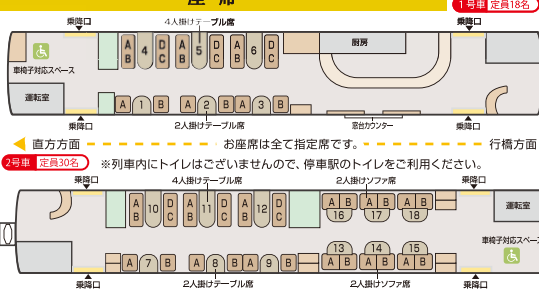 座 席
1号車 定員18名
乗降口 4人掛けテーブル席 乗降口
A B 4 D C A B 5 D C A B 6 D C 厨房
車椅子対応スペース
運転室
A 1 B A 2 B A 3 B
乗降口 2人掛けテーブル席 窓台カウンター 乗降口
直方方面 お座席は全て指定席です。 行橋方面
2号車 定員30名 ※列車内にトイレはございませんので、停車駅のトイレをご利用ください。
乗降口 4人掛けテーブル席 2人掛けソファ席 乗降口
A B 10 D C A B 11 D C A B 12 D C A B A B A B 運転室
16 17 18
車椅子対応スペース
13 14 15
A 7 B A 8 B A 9 B A B A B A B
乗降口 2人掛けテーブル席 2人掛けソファ席 乗降口